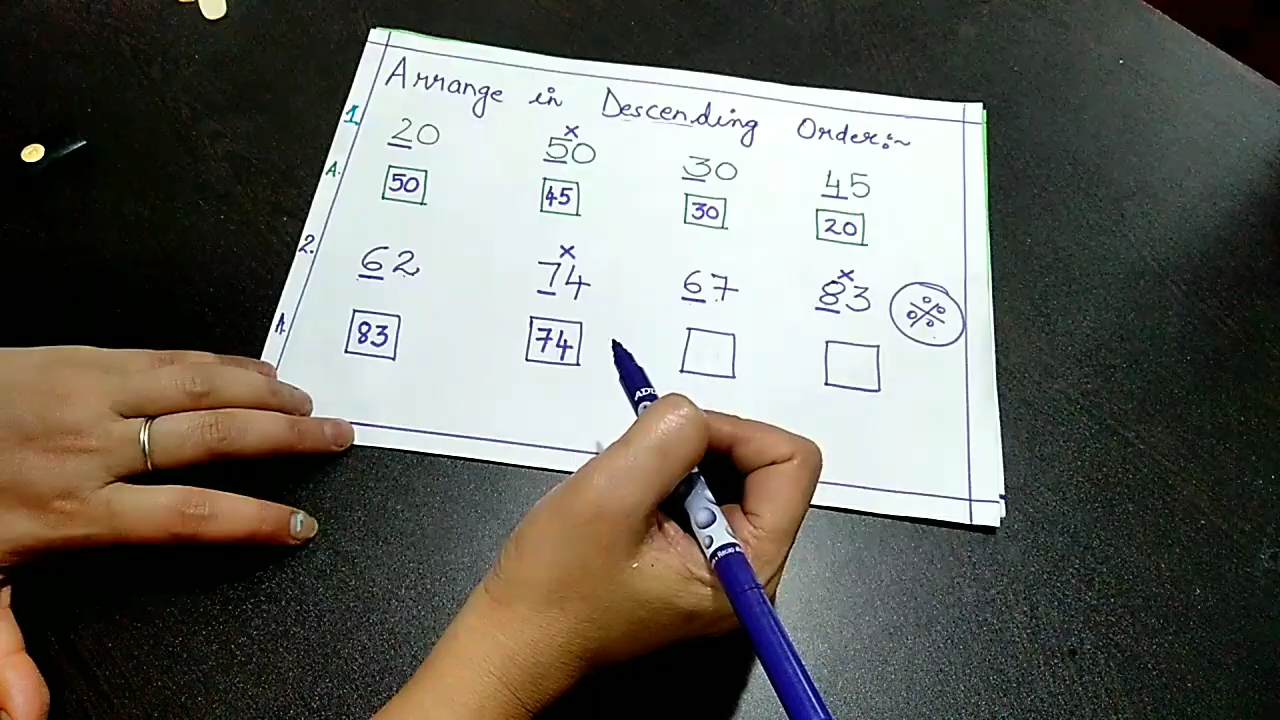 Arrange in Descending Order:~
1. 20 50 30 45
A. 50 45 30 20
2. 62 74 67 83
A. 83 74